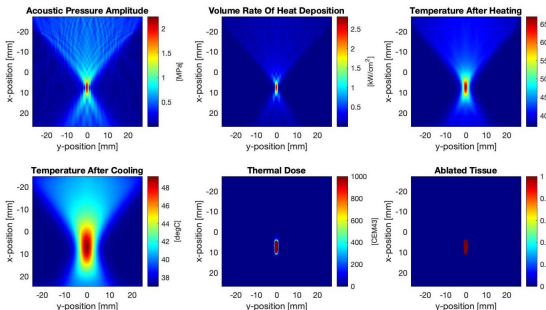 Acoustic Pressure Amplitude
Volume Rate Of Heat Deposition
Temperature After Heating
-20
-10
0
10
20
x-position [mm]
-20 -10 0 10 20
y-position [mm]
2
1.5
1
0.5
[MPa]
-20
-10
0
10
20
x-position [mm]
-20 -10 0 10 20
y-position [mm]
2.5
2
1.5
1
0.5
[kW/cm²]
-20
-10
0
10
20
x-position [mm]
-20 -10 0 10 20
y-position [mm]
65
60
55
50
45
40
Temperature After Cooling
Thermal Dose
Ablated Tissue
-20
-10
0
10
20
x-position [mm]
-20 -10 0 10 20
y-position [mm]
48
46
44
42
40
38
[degC]
-20
-10
0
10
20
x-position [mm]
-20 -10 0 10 20
y-position [mm]
1000
800
600
400
200
0
[CEM43]
-20
-10
0
10
20
x-position [mm]
-20 -10 0 10 20
y-position [mm]